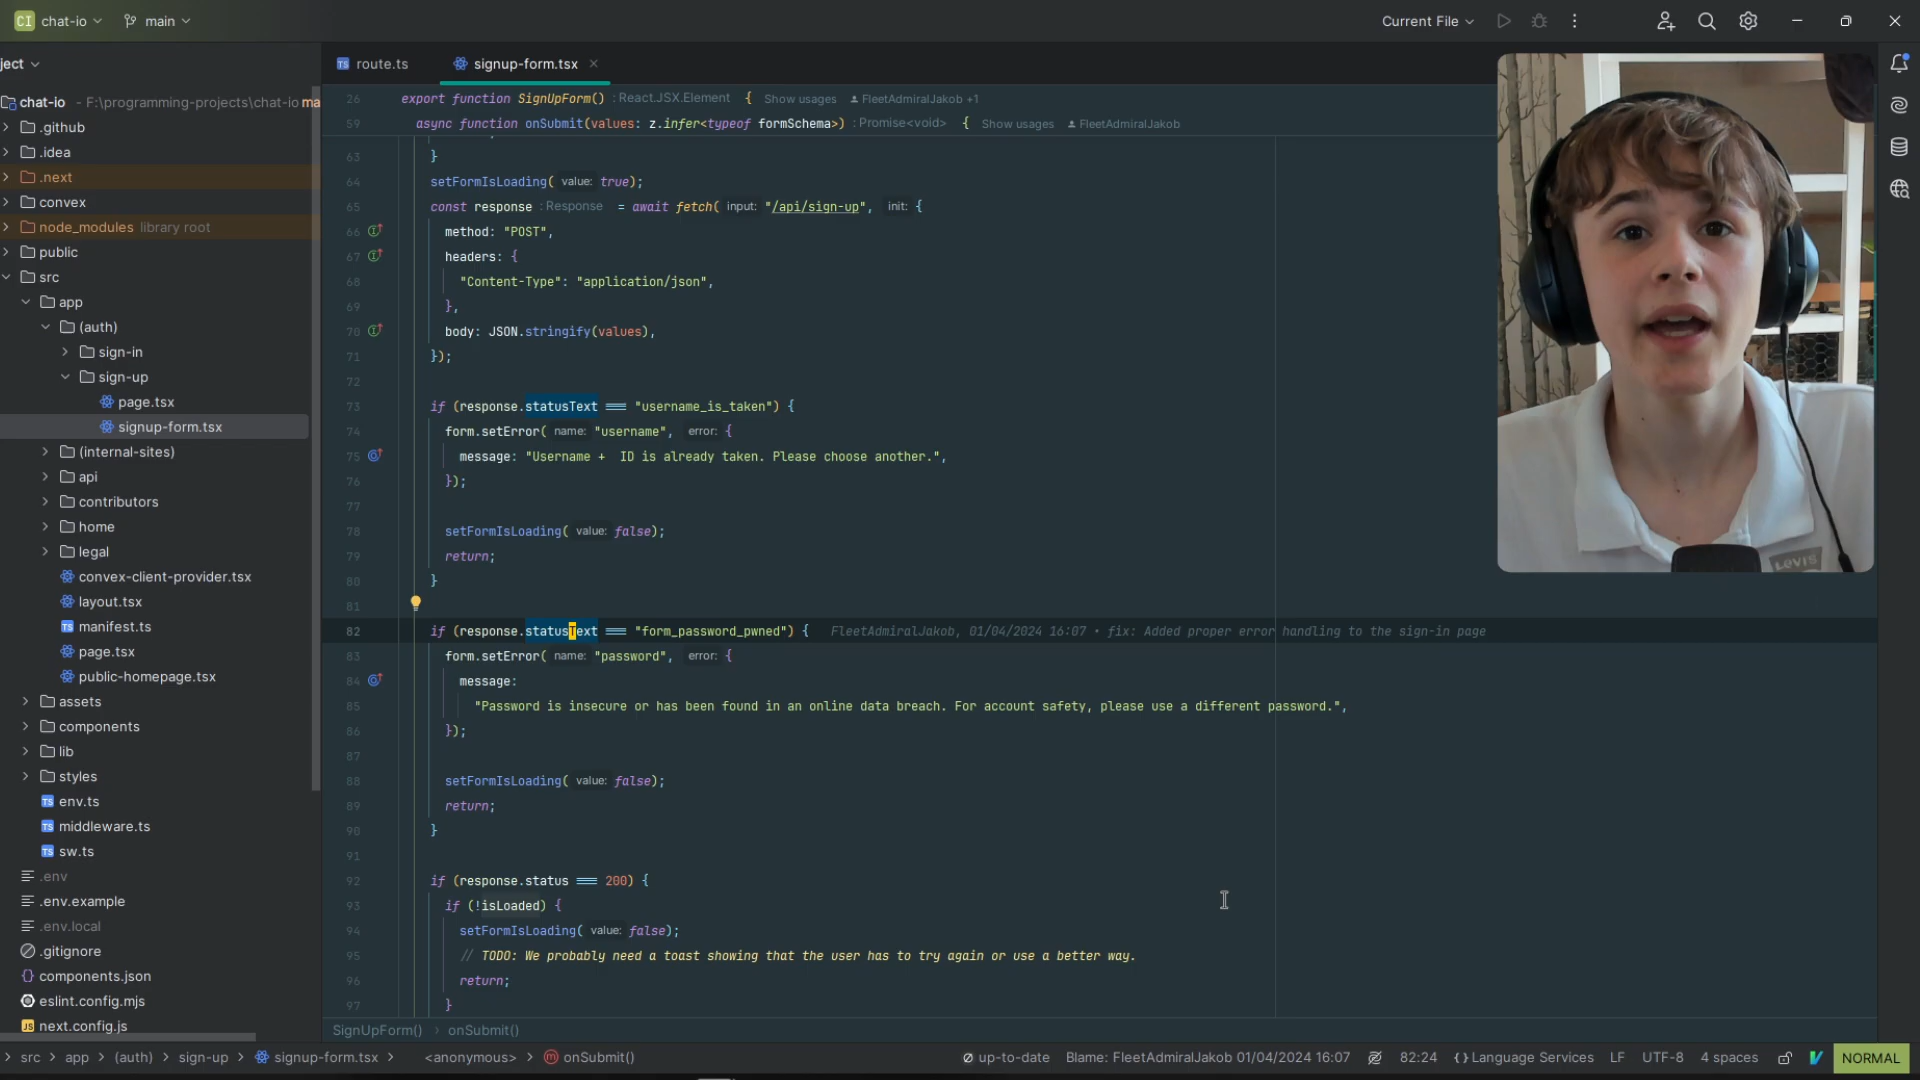 CI chat-io main Current File
ject
route.ts signup-form.tsx
chat-io - F:\programming-projects\chat-io ma
.github
.idea
.next
convex
node_modules library root
public
src
app
(auth)
sign-in
sign-up
page.tsx
signup-form.tsx
(internal-sites)
api
contributors
home
legal
convex-client-provider.tsx
layout.tsx
manifest.ts
page.tsx
public-homepage.tsx
assets
components
lib
styles
env.ts
middleware.ts
sw.ts
.env
.env.example
.env.local
.gitignore
components.json
eslint.config.mjs
next.config.js
26 export function SignUpForm() : React.JSX.Element { Show usages FleetAdmiralJakob +1
59 async function onSubmit(values: z.infer<typeof formSchema>) : Promise<void> { Show usages FleetAdmiralJakob
63 }
64 setFormIsLoading( value: true);
65 const response : Response = await fetch( input: "/api/sign-up", init: {
66 method: "POST",
67 headers: {
68 "Content-Type": "application/json",
69 },
70 body: JSON.stringify(values),
71 });
72
73 if (response.statusText === "username_is_taken") {
74 form.setError( name: "username", error: {
75 message: "Username + ID is already taken. Please choose another.",
76 });
77
78 setFormIsLoading( value: false);
79 return;
80 }
81
82 if (response.statusText === "form_password_pwned") { FleetAdmiralJakob, 01/04/2024 16:07 • fix: Added proper error handling to the sign-in page
83 form.setError( name: "password", error: {
84 message:
85 "Password is insecure or has been found in an online data breach. For account safety, please use a different password.",
86 });
87
88 setFormIsLoading( value: false);
89 return;
90 }
91
92 if (response.status === 200) {
93 if (!isLoaded) {
94 setFormIsLoading( value: false);
95 // TODO: We probably need a toast showing that the user has to try again or use a better way.
96 return;
97 }
LEVI'S
SignUpForm() › onSubmit()
› src › app › (auth) › sign-up › signup-form.tsx › <anonymous> › onSubmit() up-to-date Blame: FleetAdmiralJakob 01/04/2024 16:07 82:24 {} Language Services LF UTF-8 4 spaces NORMAL